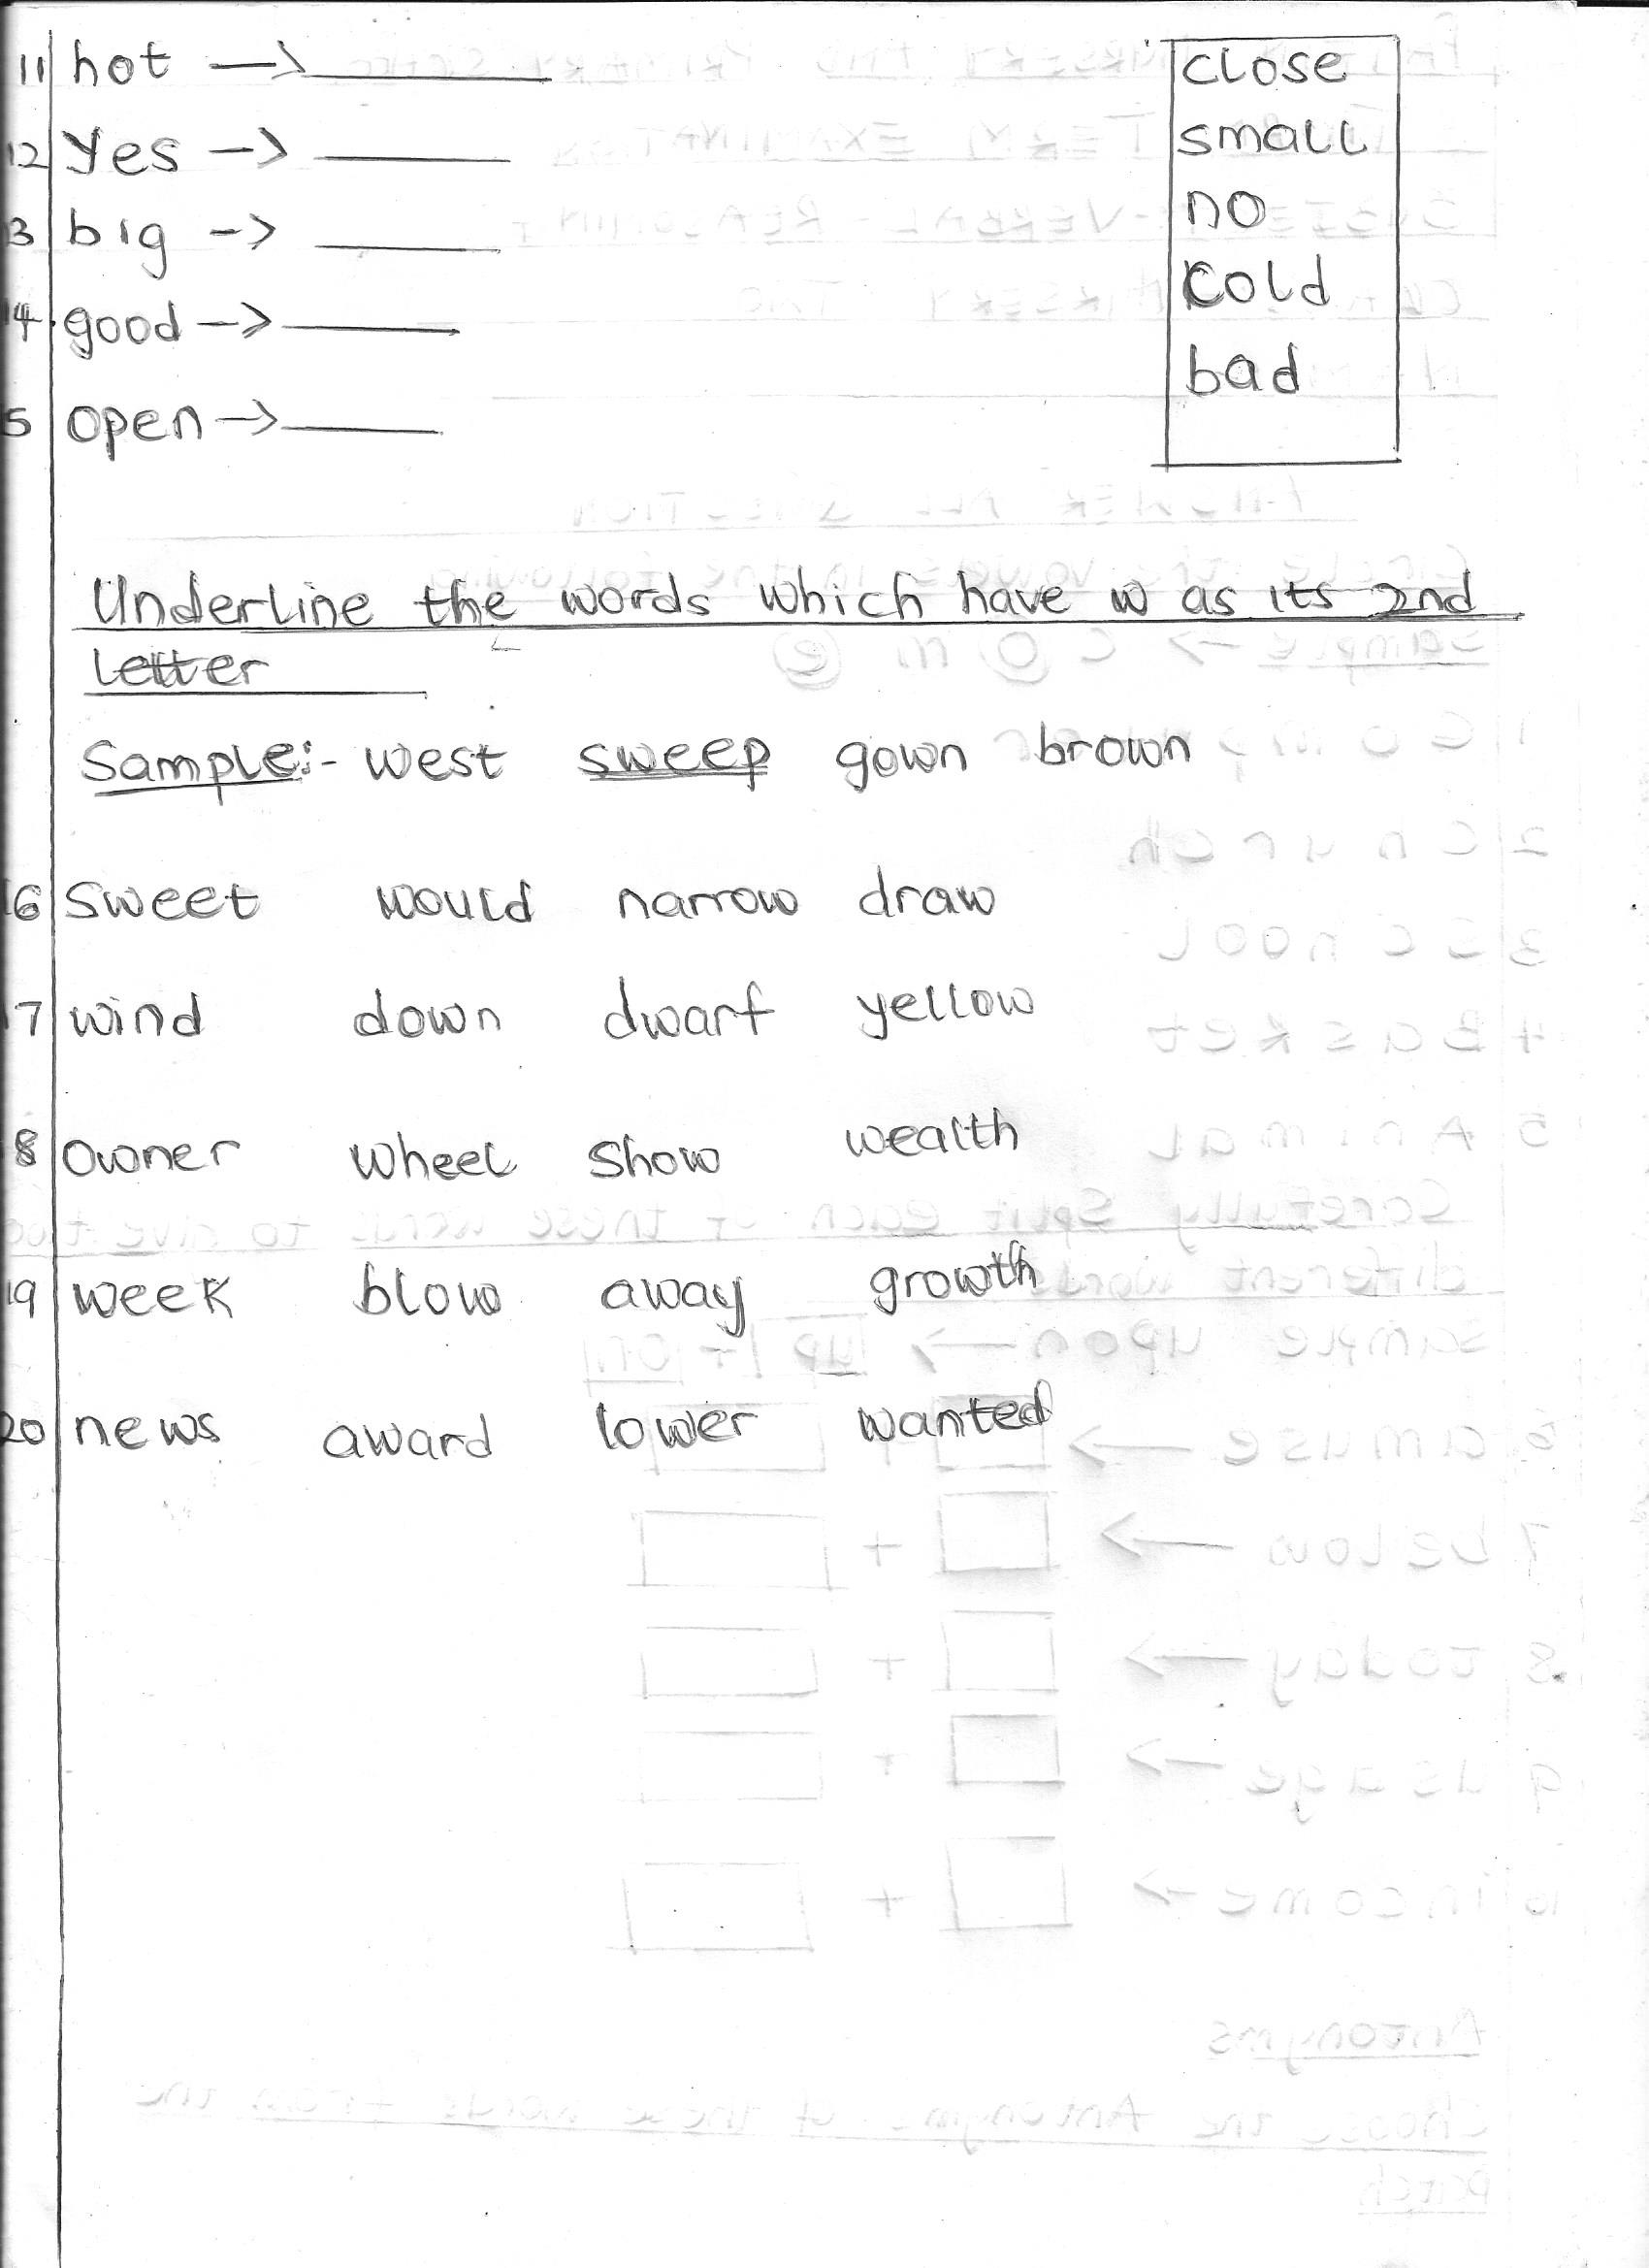 11 hot → ______
12 Yes → ______
13 big → ______
14. good → ______
15 open → ______
close
small
no
cold
bad
Underline the words which have w as its 2nd
letter
Sample:- west sweep gown brown
16 sweet would narrow draw
17 wind down dwarf yellow
18 owner wheel show wealth
19 week blow away growth
20 news award lower wanted